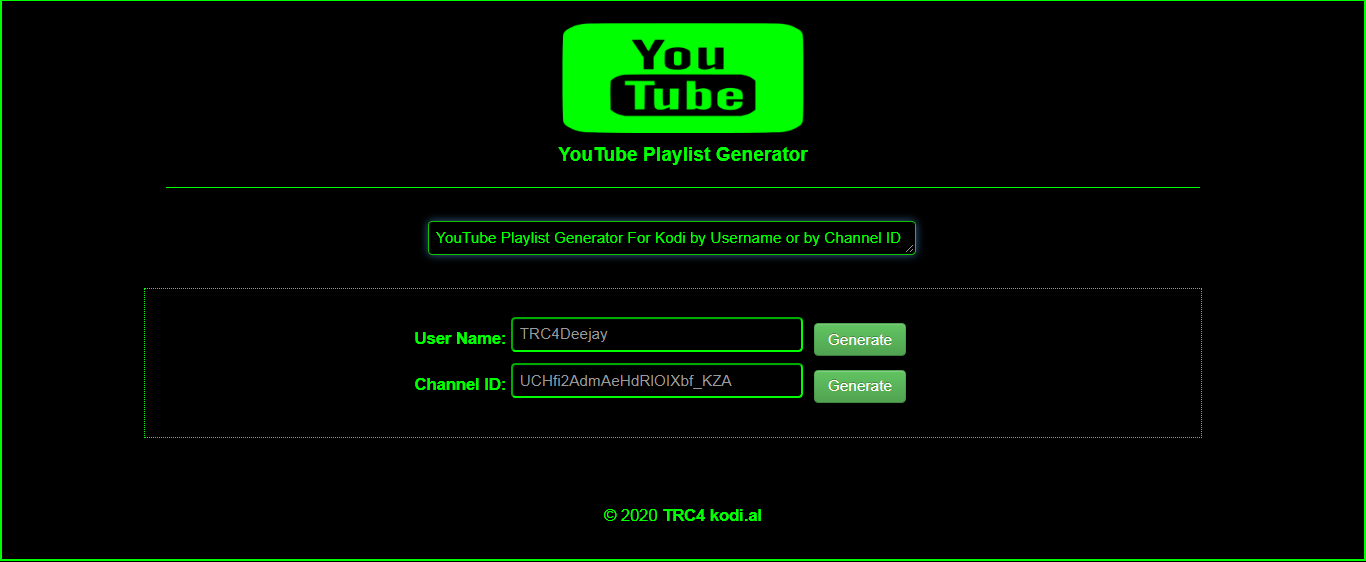 You
Tube
YouTube Playlist Generator
YouTube Playlist Generator For Kodi by Username or by Channel ID
User Name: TRC4Deejay Generate
Channel ID: UCHfi2AdmAeHdRlOIXbf_KZA Generate
© 2020 TRC4 kodi.al